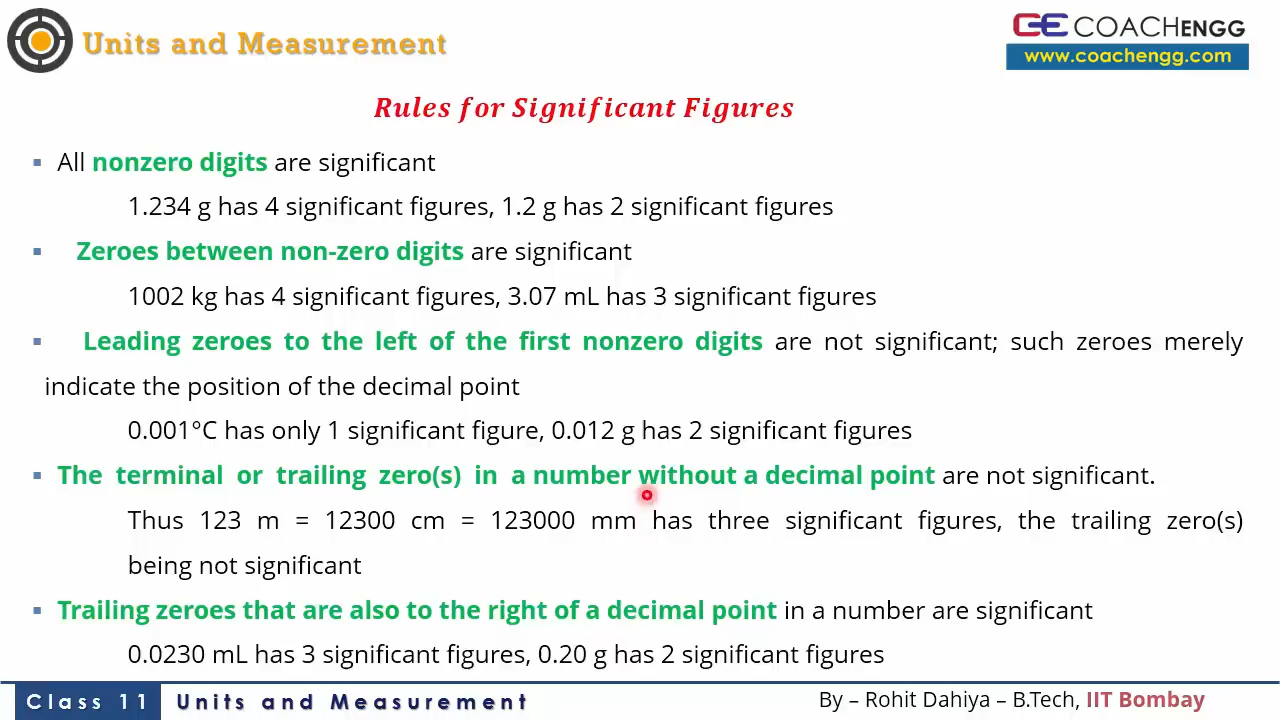 Units and Measurement
CE COACHENGG
www.coachengg.com
Rules for Significant Figures
▪ All nonzero digits are significant
1.234 g has 4 significant figures, 1.2 g has 2 significant figures
▪ Zeroes between non-zero digits are significant
1002 kg has 4 significant figures, 3.07 mL has 3 significant figures
▪ Leading zeroes to the left of the first nonzero digits are not significant; such zeroes merely
indicate the position of the decimal point
0.001°C has only 1 significant figure, 0.012 g has 2 significant figures
▪ The terminal or trailing zero(s) in a number without a decimal point are not significant.
Thus 123 m = 12300 cm = 123000 mm has three significant figures, the trailing zero(s)
being not significant
▪ Trailing zeroes that are also to the right of a decimal point in a number are significant
0.0230 mL has 3 significant figures, 0.20 g has 2 significant figures
Class 11 Units and Measurement
By – Rohit Dahiya – B.Tech, IIT Bombay